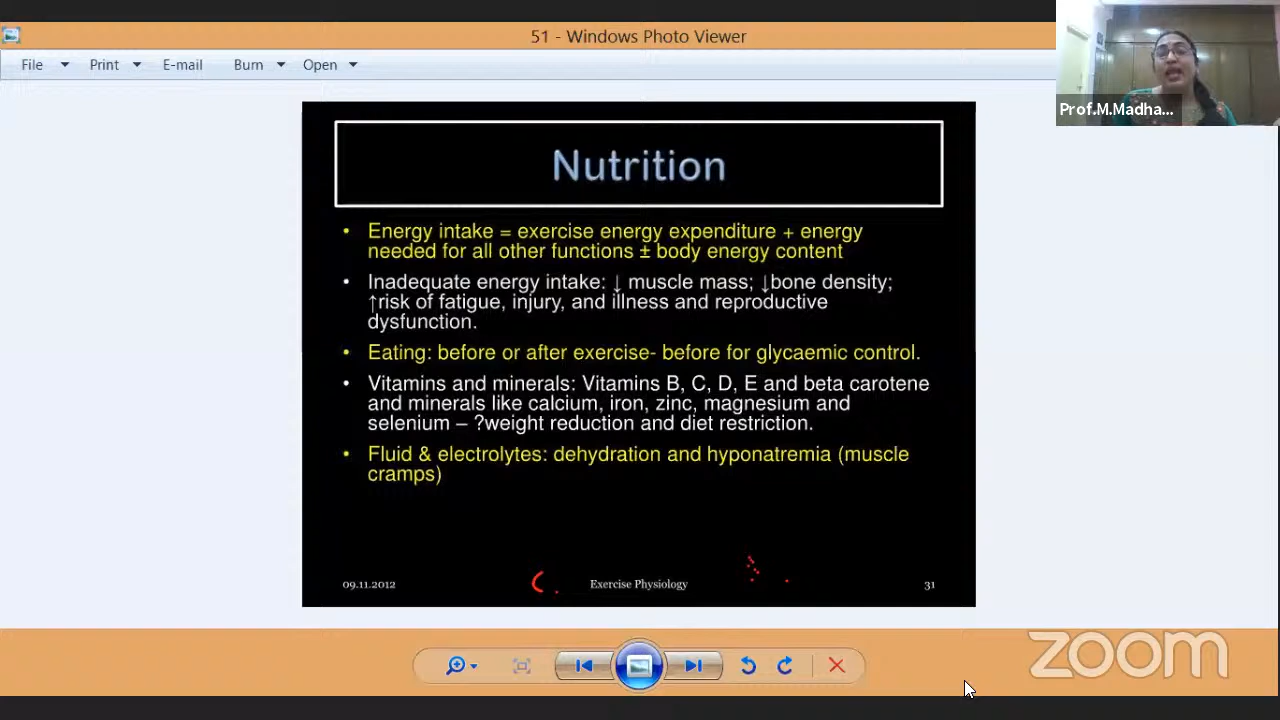 51 - Windows Photo Viewer
File Print E-mail Burn Open
Prof.M.Madha...
Nutrition
• Energy intake = exercise energy expenditure + energy
needed for all other functions ± body energy content
• Inadequate energy intake: ↓ muscle mass; ↓bone density;
↑risk of fatigue, injury, and illness and reproductive
dysfunction.
• Eating: before or after exercise- before for glycaemic control.
• Vitamins and minerals: Vitamins B, C, D, E and beta carotene
and minerals like calcium, iron, zinc, magnesium and
selenium – ?weight reduction and diet restriction.
• Fluid & electrolytes: dehydration and hyponatremia (muscle
cramps)
09.11.2012 Exercise Physiology 31
zoom